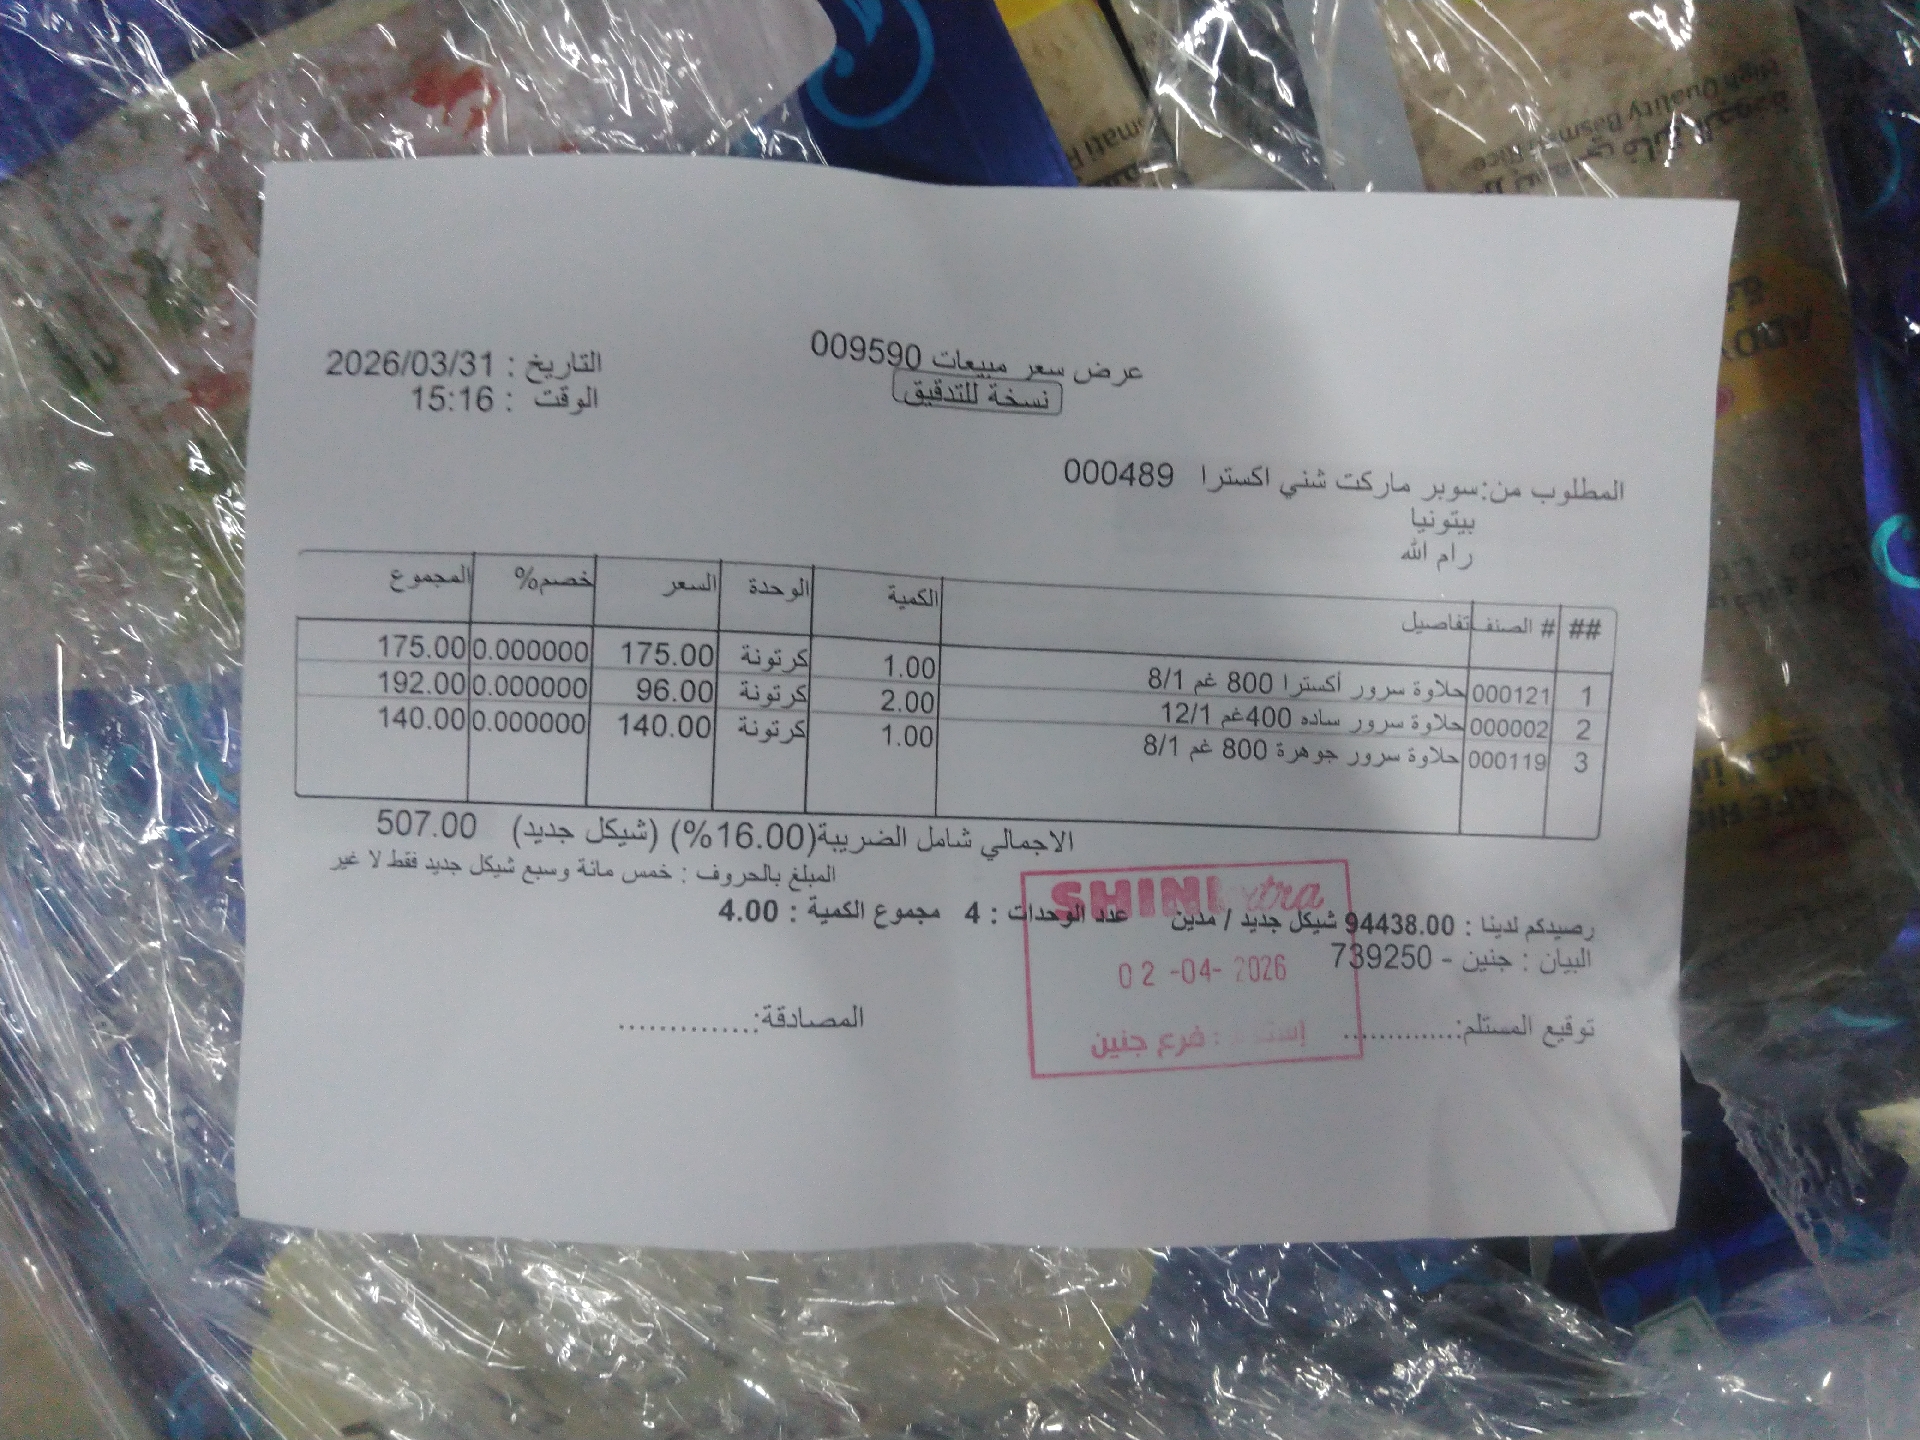 عرض سعر مبيعات 009590
نسخة للتدقيق
التاريخ : 2026/03/31
الوقت : 15:16
المطلوب من:سوبر ماركت شني اكسترا 000489
بيتونيا
رام الله
## # الصنف تفاصيل الكمية الوحدة السعر خصم% المجموع
1 000121 حلاوة سرور أكسترا 800 غم 8/1 1.00 كرتونة 175.00 0.000000 175.00
2 000002 حلاوة سرور ساده 400غم 12/1 2.00 كرتونة 96.00 0.000000 192.00
3 000119 حلاوة سرور جوهرة 800 غم 8/1 1.00 كرتونة 140.00 0.000000 140.00
الاجمالي شامل الضريبة(16.00%) (شيكل جديد) 507.00
المبلغ بالحروف : خمس مائة وسبع شيكل جديد فقط لا غير
رصيدكم لدينا : 94438.00 شيكل جديد / مدين عدد الوحدات : 4 مجموع الكمية : 4.00
البيان : جنين - 739250
توقيع المستلم:.............. المصادقة:..............
SHINI xtra
02 -04- 2026
: فرع جنين
High Quality Basmati Rice